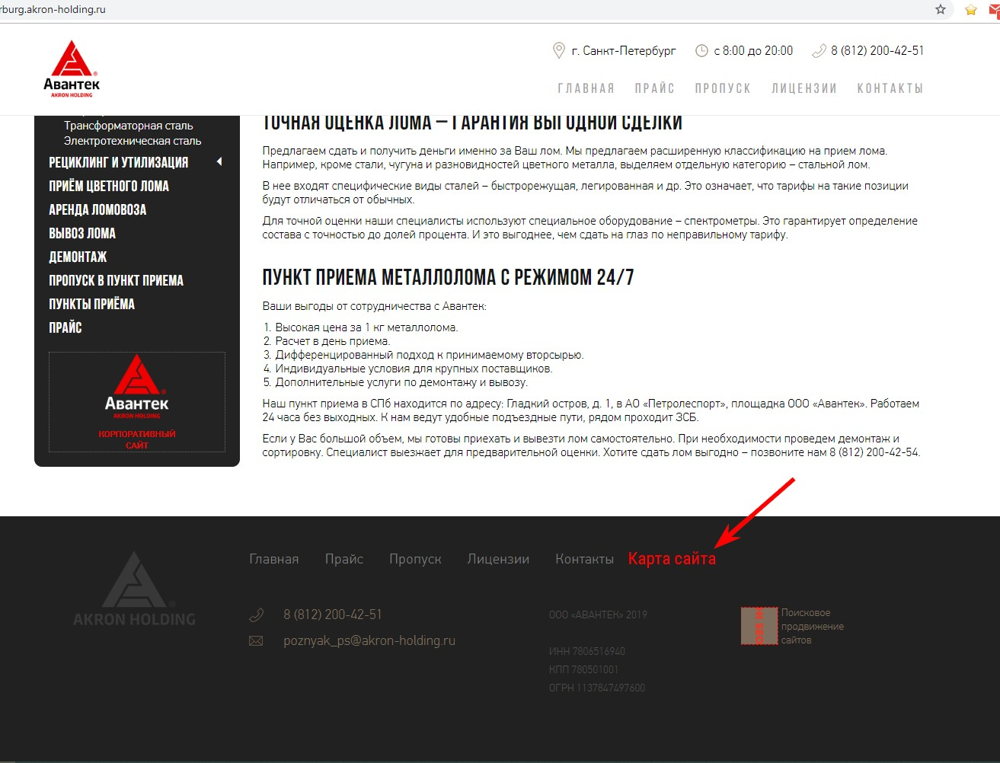 rburg.akron-holding.ru
Авантек
AKRON HOLDING
г. Санкт-Петербург
с 8:00 до 20:00
8 (812) 200-42-51
ГЛАВНАЯ
ПРАЙС
ПРОПУСК
ЛИЦЕНЗИИ
КОНТАКТЫ
Трансформаторная сталь
Электротехническая сталь
РЕЦИКЛИНГ И УТИЛИЗАЦИЯ
ПРИЁМ ЦВЕТНОГО ЛОМА
АРЕНДА ЛОМОВОЗА
ВЫВОЗ ЛОМА
ДЕМОНТАЖ
ПРОПУСК В ПУНКТ ПРИЕМА
ПУНКТЫ ПРИЁМА
ПРАЙС
Авантек
AKRON HOLDING
КОРПОРАТИВНЫЙ
САЙТ
ТОЧНАЯ ОЦЕНКА ЛОМА – ГАРАНТИЯ ВЫГОДНОЙ СДЕЛКИ
Предлагаем сдать и получить деньги именно за Ваш лом. Мы предлагаем расширенную классификацию на прием лома.
Например, кроме стали, чугуна и разновидностей цветного металла, выделяем отдельную категорию – стальной лом.
В нее входят специфические виды сталей – быстрорежущая, легированная и др. Это означает, что тарифы на такие позиции
будут отличаться от обычных.
Для точной оценки наши специалисты используют специальное оборудование – спектрометры. Это гарантирует определение
состава с точностью до долей процента. И это выгоднее, чем сдать на глаз по неправильному тарифу.
ПУНКТ ПРИЕМА МЕТАЛЛОЛОМА С РЕЖИМОМ 24/7
Ваши выгоды от сотрудничества с Авантек:
1. Высокая цена за 1 кг металлолома.
2. Расчет в день приема.
3. Дифференцированный подход к принимаемому вторсырью.
4. Индивидуальные условия для крупных поставщиков.
5. Дополнительные услуги по демонтажу и вывозу.
Наш пункт приема в СПб находится по адресу: Гладкий остров, д. 1, в АО «Петролеспорт», площадка ООО «Авантек». Работаем
24 часа без выходных. К нам ведут удобные подъездные пути, рядом проходит ЗСБ.
Если у Вас большой объем, мы готовы приехать и вывезти лом самостоятельно. При необходимости проведем демонтаж и
сортировку. Специалист выезжает для предварительной оценки. Хотите сдать лом выгодно – позвоните нам 8 (812) 200-42-54.
AKRON HOLDING
Главная
Прайс
Пропуск
Лицензии
Контакты
Карта сайта
8 (812) 200-42-51
poznyak_ps@akron-holding.ru
ООО «АВАНТЕК» 2019
ИНН 7806516940
КПП 780501001
ОГРН 1137847497600
Поисковое
продвижение
сайтов